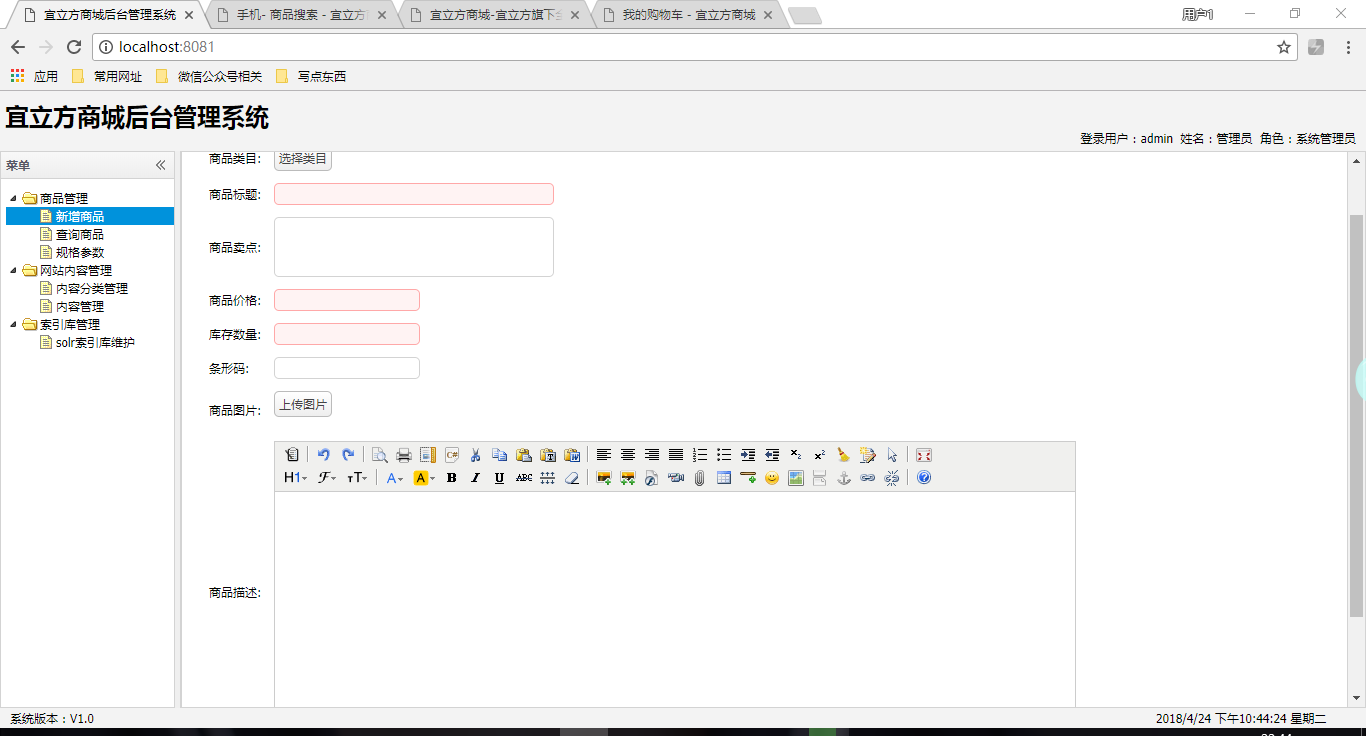 宜立方商城后台管理系统
手机- 商品搜索 - 宜立方
宜立方商城-宜立方旗下
我的购物车 - 宜立方商城
用户1
localhost:8081
应用 常用网址 微信公众号相关 写点东西
宜立方商城后台管理系统
登录用户：admin 姓名：管理员 角色：系统管理员
菜单
商品管理
新增商品
查询商品
规格参数
网站内容管理
内容分类管理
内容管理
索引库管理
solr索引库维护
商品类目: 选择类目
商品标题:
商品卖点:
商品价格:
库存数量:
条形码:
商品图片: 上传图片
H1 F тT A A B I U ABC
商品描述:
系统版本：V1.0
2018/4/24 下午10:44:24 星期二